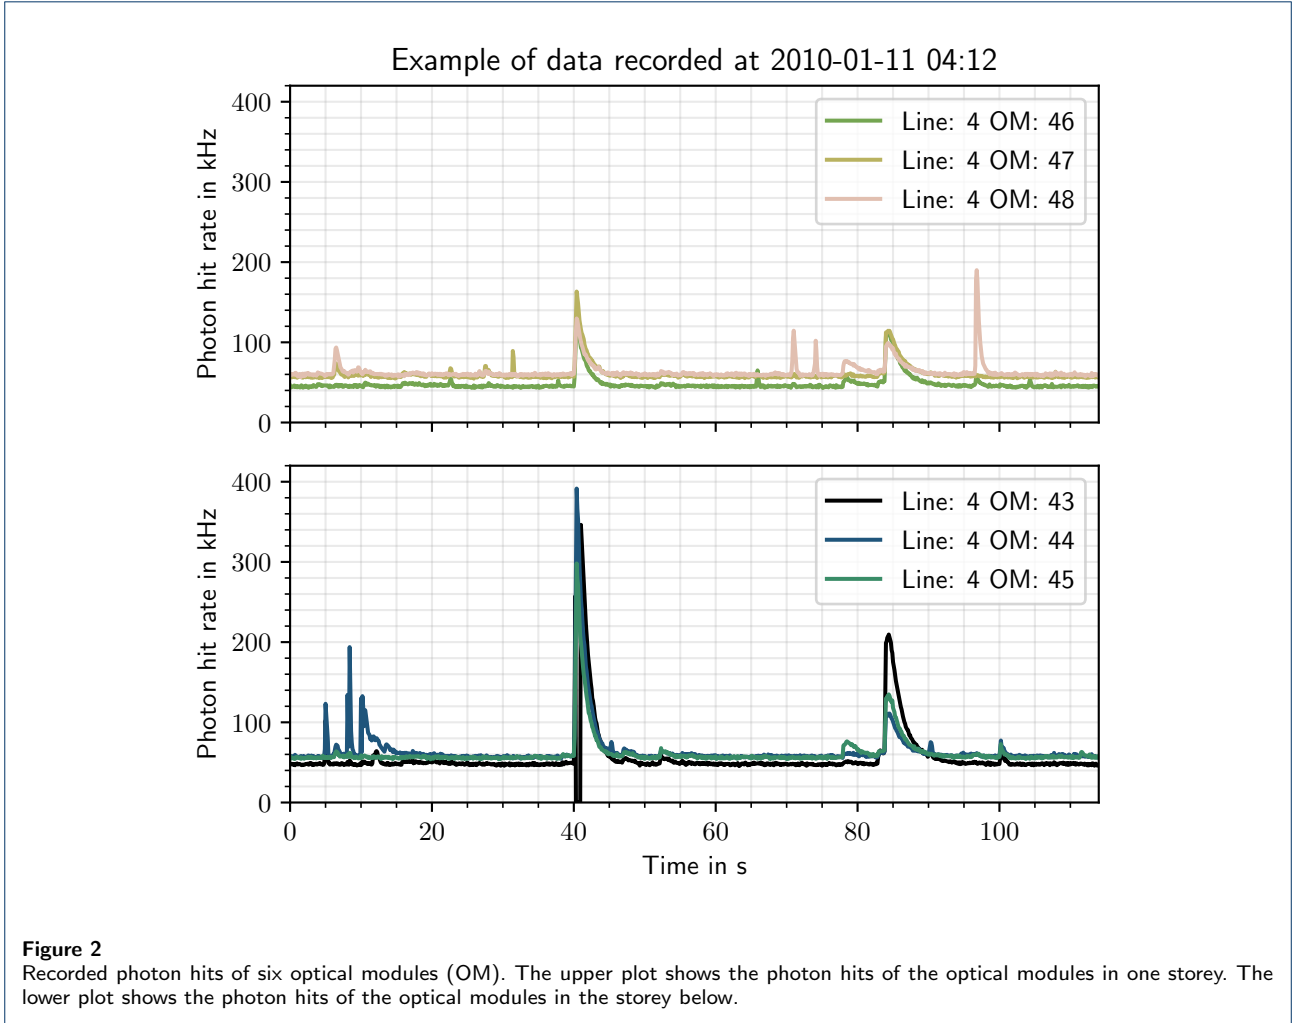 Example of data recorded at 2010-01-11 04:12
Photon hit rate in kHz
400
300
200
100
0
Line: 4 OM: 46
Line: 4 OM: 47
Line: 4 OM: 48
Photon hit rate in kHz
400
300
200
100
0
Line: 4 OM: 43
Line: 4 OM: 44
Line: 4 OM: 45
0 20 40 60 80 100
Time in s
Figure 2
Recorded photon hits of six optical modules (OM). The upper plot shows the photon hits of the optical modules in one storey. The
lower plot shows the photon hits of the optical modules in the storey below.